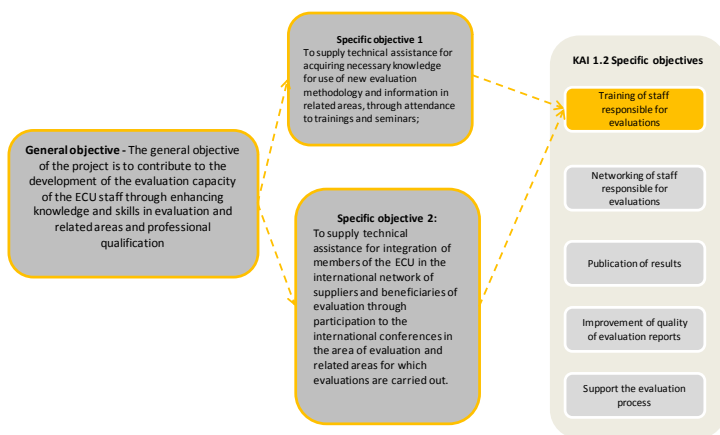 General objective - The general objective
of the project is to contribute to the
development of the evaluation capacity
of the ECU staff through enhancing
knowledge and skills in evaluation and
related areas and professional
qualification
Specific objective 1
To supply technical assistance for
acquiring necessary knowledge
for use of new evaluation
methodology and information in
related areas, through attendance
to trainings and seminars;
Specific objective 2:
To supply technical
assistance for integration of
members of the ECU in the
international network of
suppliers and beneficiaries of
evaluation through
participation to the
international conferences in
the area of evaluation and
related areas for which
evaluations are carried out.
KAI 1.2 Specific objectives
Training of staff
responsible for
evaluations
Networking of staff
responsible for
evaluations
Publication of results
Improvement of quality
of evaluation reports
Support the evaluation
process